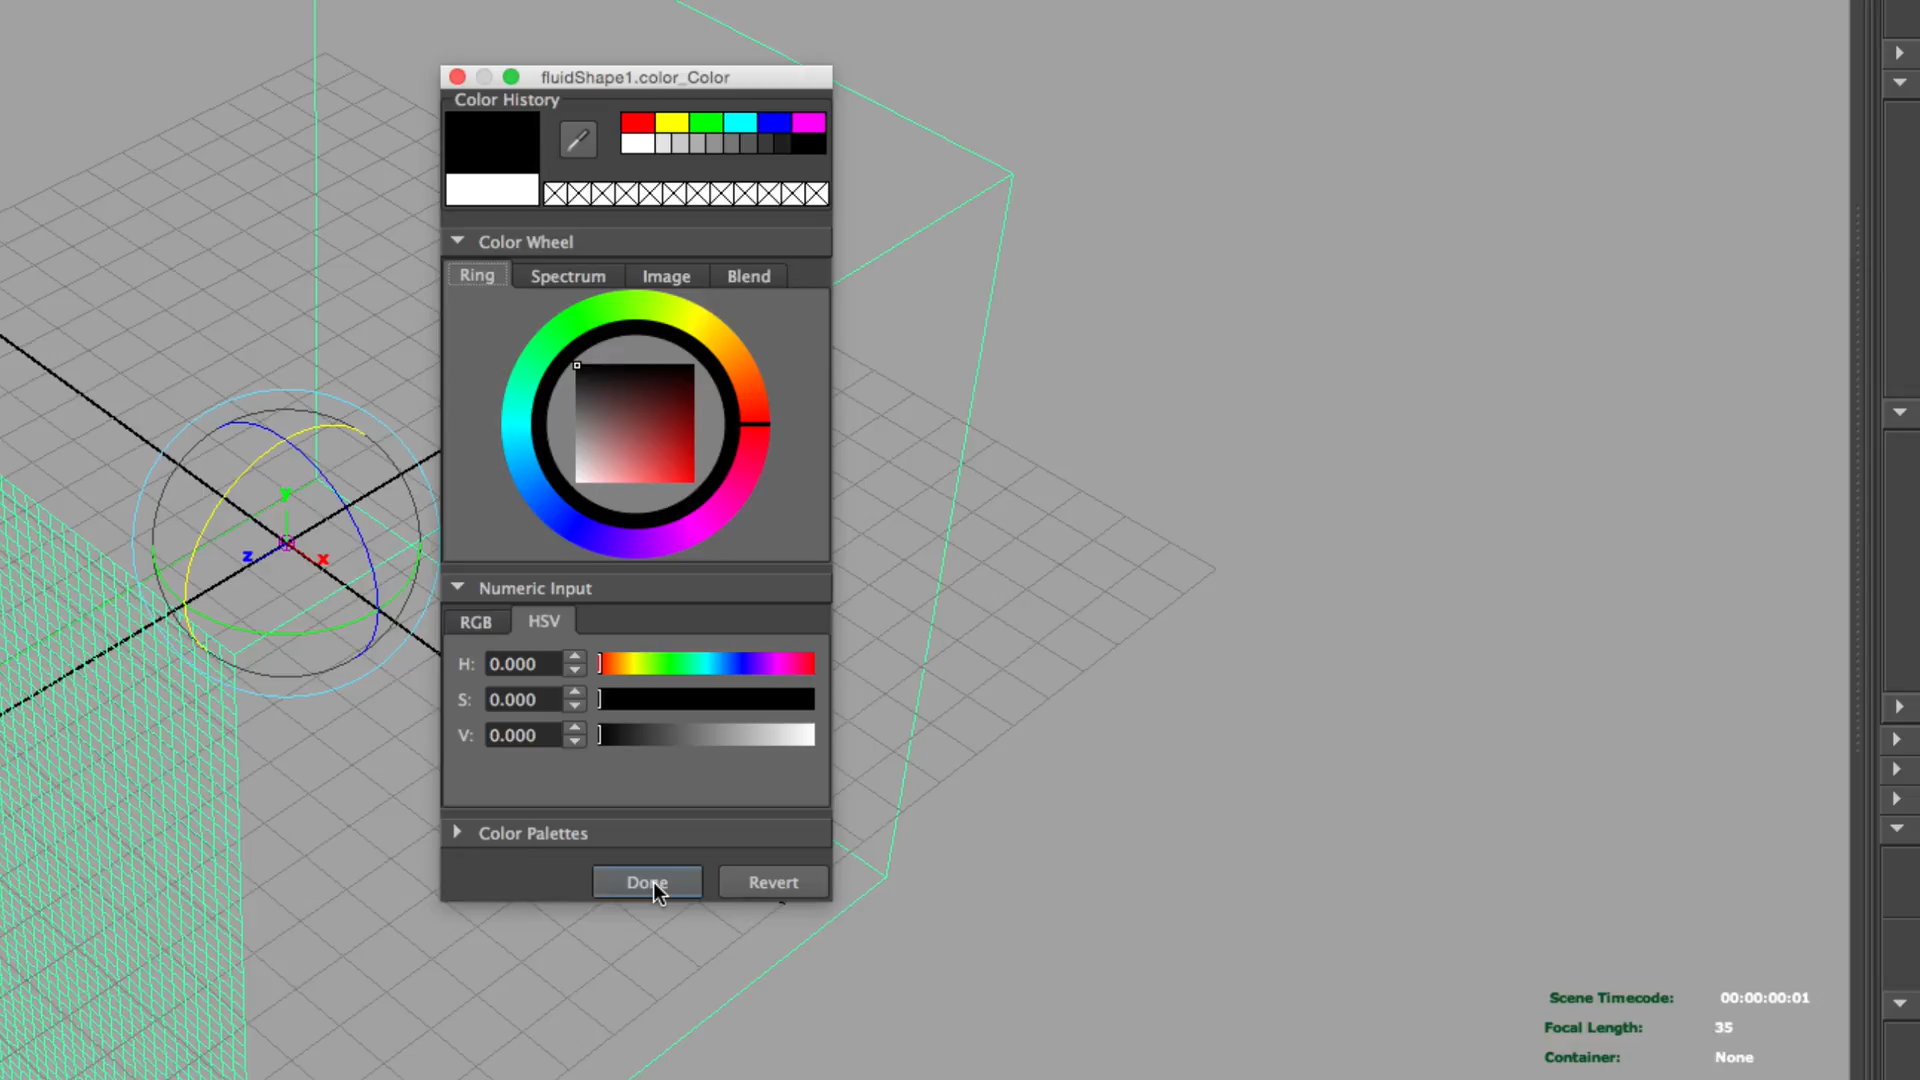 fluidShape1.color_Color
Color History
Color Wheel
Ring Spectrum Image Blend
Numeric Input
RGB HSV
H: 0.000
S: 0.000
V: 0.000
Color Palettes
Done Revert
y
z x
Scene Timecode: 00:00:00:01
Focal Length: 35
Container: None